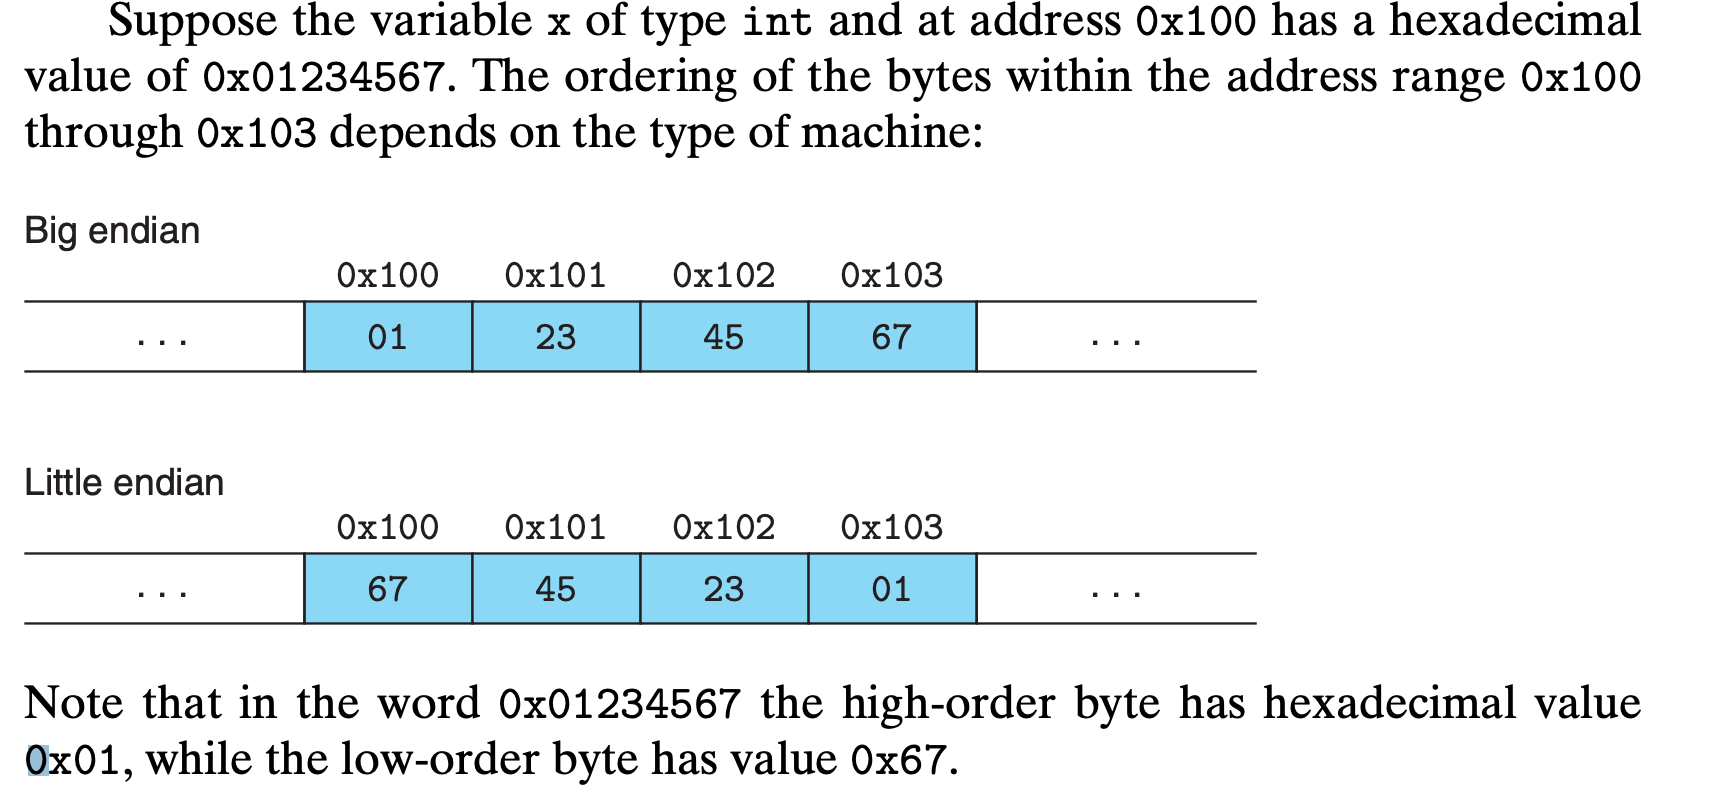 Suppose the variable x of type int and at address 0x100 has a hexadecimal
value of 0x01234567. The ordering of the bytes within the address range 0x100
through 0x103 depends on the type of machine:
Big endian
0x100 0x101 0x102 0x103
... 01 23 45 67 ...
Little endian
0x100 0x101 0x102 0x103
... 67 45 23 01 ...
Note that in the word 0x01234567 the high-order byte has hexadecimal value
0x01, while the low-order byte has value 0x67.